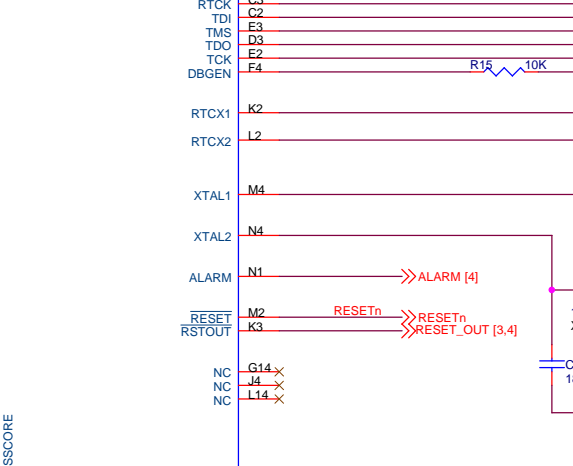 RTCK C3
TDI C2
TMS E3
TDO D3
TCK E2
DBGEN F4 R15 10K
RTCX1 K2
RTCX2 L2
XTAL1 M4
XTAL2 N4
ALARM N1 ALARM [4]
RESET M2 RESETn RESETn
RSTOUT K3 RESET_OUT [3,4]
NC G14
NC J4
NC L14
SSCORE